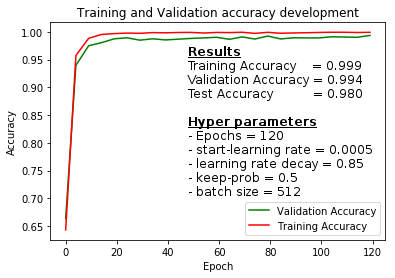 Training and Validation accuracy development
1.00
0.95
0.90
0.85
0.80
0.75
0.70
0.65
Accuracy
Results
Training Accuracy = 0.999
Validation Accuracy = 0.994
Test Accuracy = 0.980
Hyper parameters
- Epochs = 120
- start-learning rate = 0.0005
- learning rate decay = 0.85
- keep-prob = 0.5
- batch size = 512
Validation Accuracy
Training Accuracy
0 20 40 60 80 100 120
Epoch